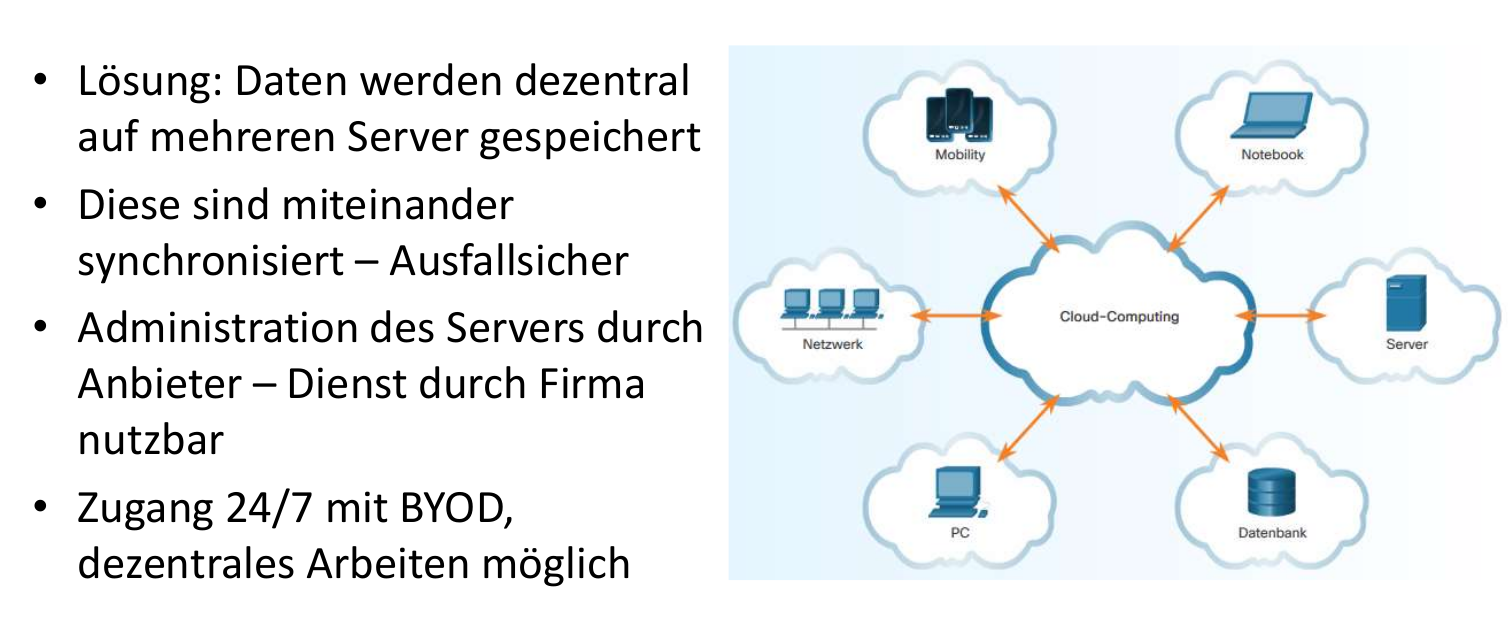 • Lösung: Daten werden dezentral
auf mehreren Server gespeichert
• Diese sind miteinander
synchronisiert – Ausfallsicher
• Administration des Servers durch
Anbieter – Dienst durch Firma
nutzbar
• Zugang 24/7 mit BYOD,
dezentrales Arbeiten möglich
Mobility
Notebook
Netzwerk
Cloud-Computing
Server
PC
Datenbank